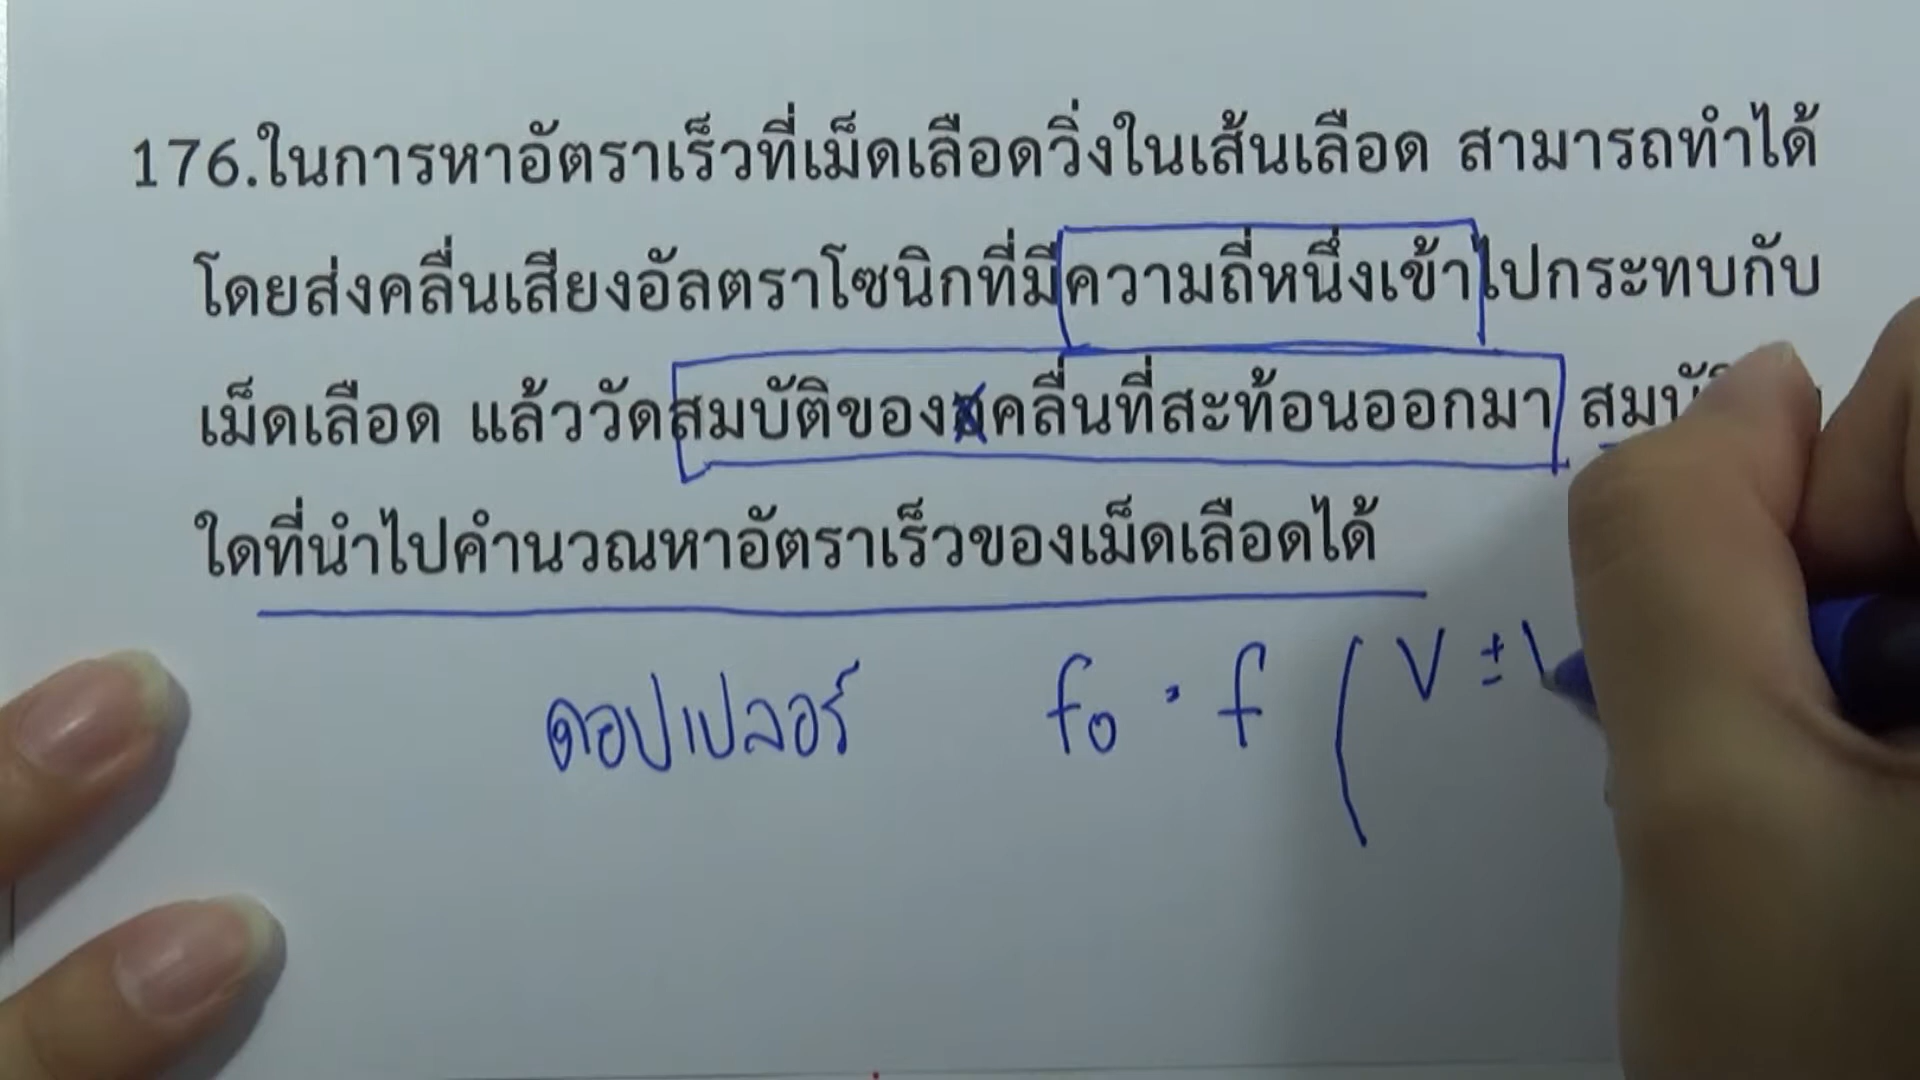 176.ในการหาอัตราเร็วที่เม็ดเลือดวิ่งในเส้นเลือด สามารถทำได้
โดยส่งคลื่นเสียงอัลตราโซนิกที่มีความถี่หนึ่งเข้าไปกระทบกับ
เม็ดเลือด แล้ววัดสมบัติของคลื่นที่สะท้อนออกมา
ใดที่นำไปคำนวณหาอัตราเร็วของเม็ดเลือดได้
ดอปเปลอร์ fo = f ( V ±